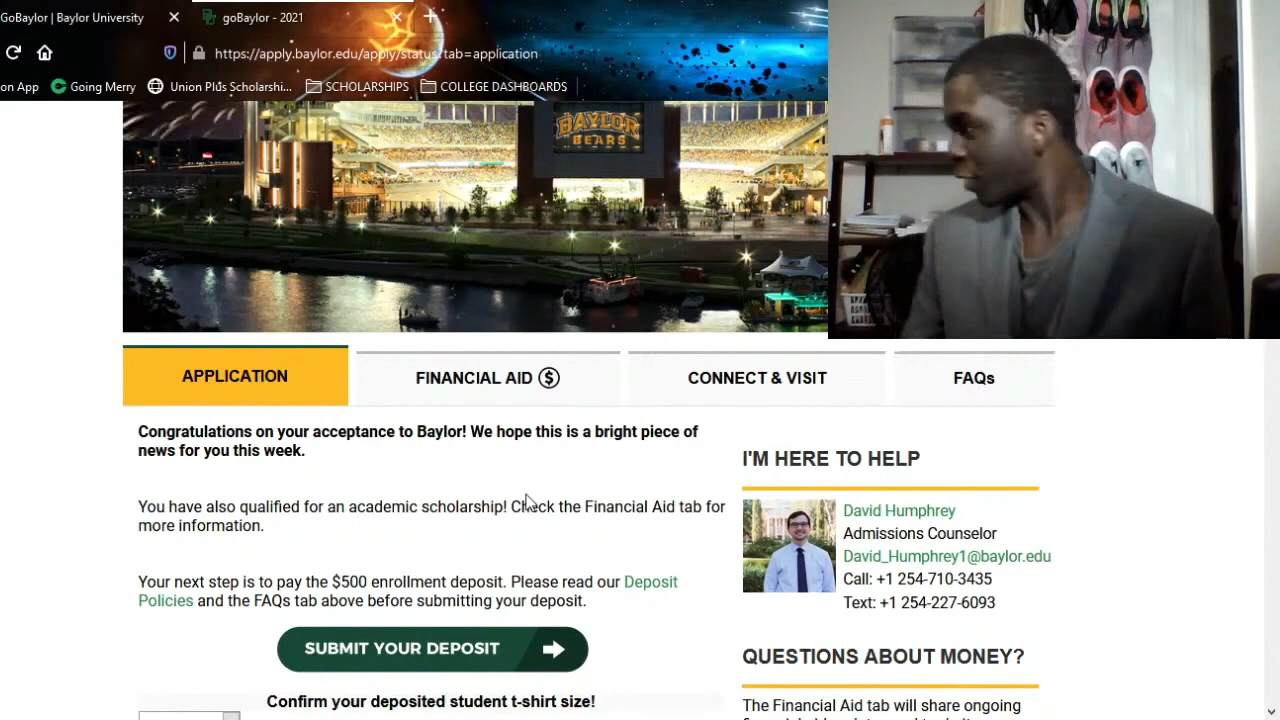 GoBaylor | Baylor University
goBaylor - 2021
https://apply.baylor.edu/apply/status?tab=application
on App
Going Merry
Union Plus Scholarshi...
SCHOLARSHIPS
COLLEGE DASHBOARDS
BAYLOR
BEARS
APPLICATION
FINANCIAL AID $
CONNECT & VISIT
FAQs
Congratulations on your acceptance to Baylor! We hope this is a bright piece of
news for you this week.
You have also qualified for an academic scholarship! Check the Financial Aid tab for
more information.
Your next step is to pay the $500 enrollment deposit. Please read our Deposit
Policies and the FAQs tab above before submitting your deposit.
SUBMIT YOUR DEPOSIT
Confirm your deposited student t-shirt size!
I'M HERE TO HELP
David Humphrey
Admissions Counselor
David_Humphrey1@baylor.edu
Call: +1 254-710-3435
Text: +1 254-227-6093
QUESTIONS ABOUT MONEY?
The Financial Aid tab will share ongoing